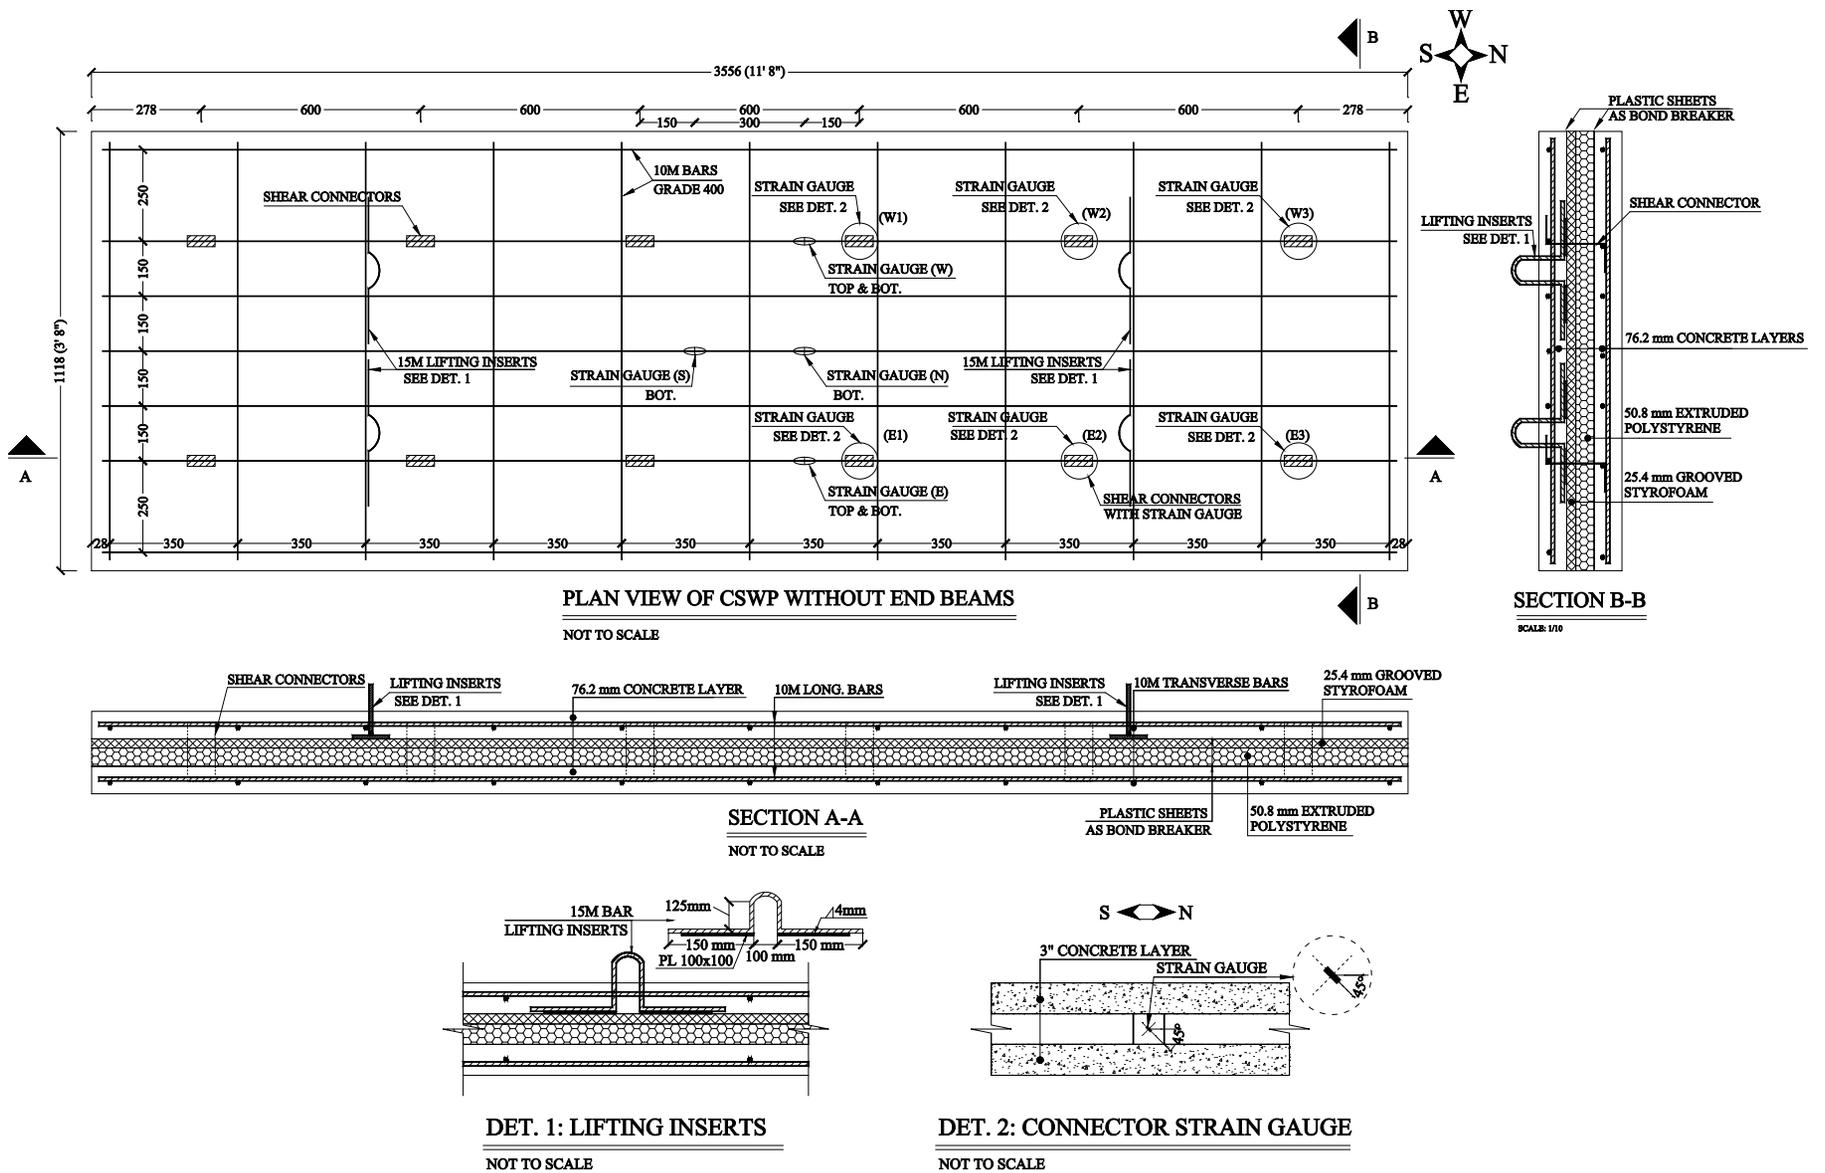 W
S N
E
B
3556 (11' 8")
278 600 600 600 600 600 278
150 300 150
1118 (3' 8")
250
150
150
150
150
250
10M BARS
GRADE 400
SHEAR CONNECTORS
STRAIN GAUGE
SEE DET. 2
(W1)
STRAIN GAUGE
SEE DET. 2
(W2)
STRAIN GAUGE
SEE DET. 2
(W3)
STRAIN GAUGE (W)
TOP & BOT.
15M LIFTING INSERTS
SEE DET. 1
STRAIN GAUGE (S)
BOT.
STRAIN GAUGE (N)
BOT.
15M LIFTING INSERTS
SEE DET. 1
STRAIN GAUGE
SEE DET. 2
(E1)
STRAIN GAUGE
SEE DET. 2
(E2)
STRAIN GAUGE
SEE DET. 2
(E3)
STRAIN GAUGE (E)
TOP & BOT.
SHEAR CONNECTORS
WITH STRAIN GAUGE
A
A
28 350 350 350 350 350 350 350 350 350 350 28
B
PLAN VIEW OF CSWP WITHOUT END BEAMS
NOT TO SCALE
PLASTIC SHEETS
AS BOND BREAKER
SHEAR CONNECTOR
LIFTING INSERTS
SEE DET. 1
76.2 mm CONCRETE LAYERS
50.8 mm EXTRUDED
POLYSTYRENE
25.4 mm GROOVED
STYROFOAM
SECTION B-B
SCALE: 1/10
SHEAR CONNECTORS
LIFTING INSERTS
SEE DET. 1
76.2 mm CONCRETE LAYER
10M LONG. BARS
LIFTING INSERTS
SEE DET. 1
10M TRANSVERSE BARS
25.4 mm GROOVED
STYROFOAM
PLASTIC SHEETS
AS BOND BREAKER
50.8 mm EXTRUDED
POLYSTYRENE
SECTION A-A
NOT TO SCALE
15M BAR
LIFTING INSERTS
125mm
4mm
150 mm
100 mm
150 mm
PL 100x100
DET. 1: LIFTING INSERTS
NOT TO SCALE
S N
3" CONCRETE LAYER
STRAIN GAUGE
45°
45°
DET. 2: CONNECTOR STRAIN GAUGE
NOT TO SCALE